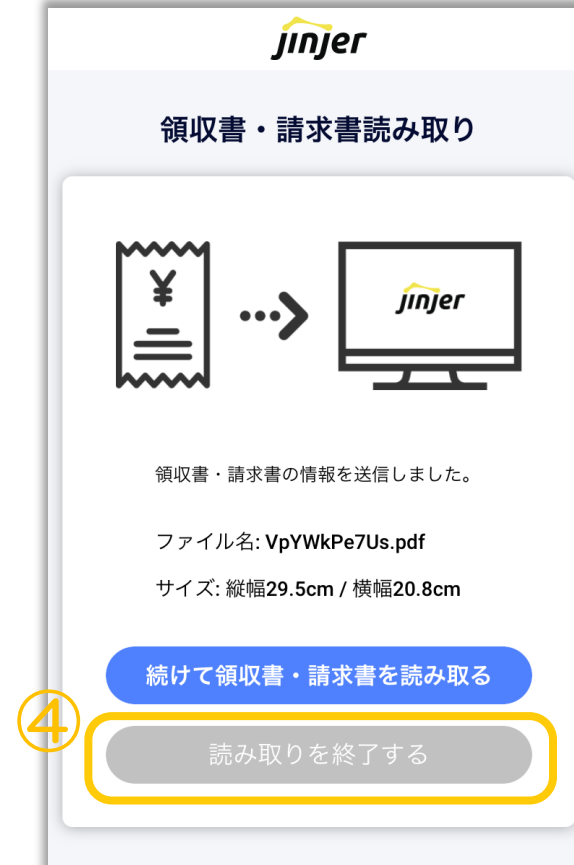 jinjer
領収書・請求書読み取り
¥
jinjer
領収書・請求書の情報を送信しました。
ファイル名: VpYWkPe7Us.pdf
サイズ: 縦幅29.5cm / 横幅20.8cm
続けて領収書・請求書を読み取る
④
読み取りを終了する